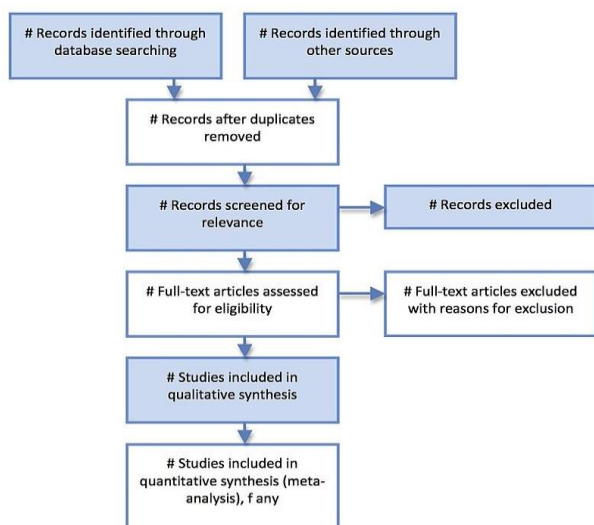 # Records identified through
database searching
# Records identified through
other sources
# Records after duplicates
removed
# Records screened for
relevance
# Records excluded
# Full-text articles assessed
for eligibility
# Full-text articles excluded
with reasons for exclusion
# Studies included in
qualitative synthesis
# Studies included in
quantitative synthesis (meta-
analysis), f any